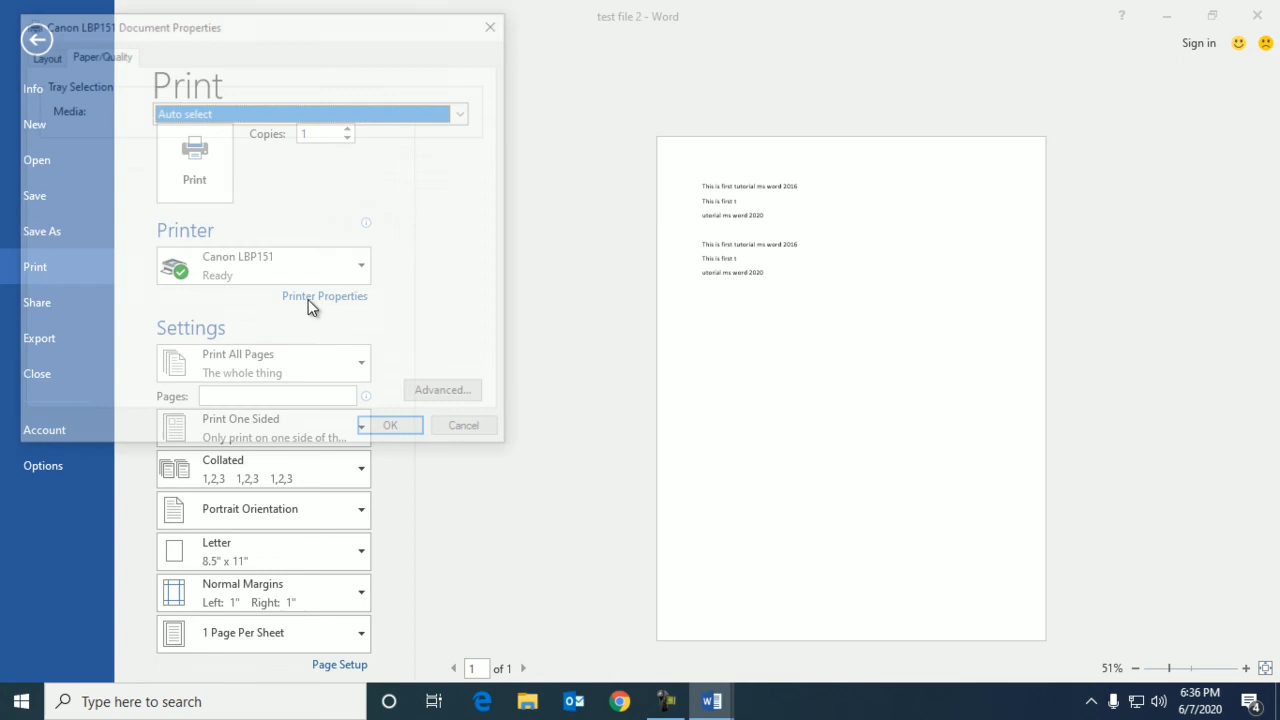 Canon LBP151 Document Properties
test file 2 - Word
?
Sign in
Layout
Paper/Quality
Print
Tray Selection
Media:
Auto select
Info
New
Open
Save
Save As
Print
Share
Export
Close
Account
Options
Copies: 1
Print
Printer
Canon LBP151
Ready
Printer Properties
Settings
Print All Pages
The whole thing
Pages:
Advanced...
Print One Sided
Only print on one side of th...
OK
Cancel
Collated
1,2,3 1,2,3 1,2,3
Portrait Orientation
Letter
8.5" x 11"
Normal Margins
Left: 1" Right: 1"
1 Page Per Sheet
Page Setup
This is first tutorial ms word 2016
This is first t
utorial ms word 2020
This is first tutorial ms word 2016
This is first t
utorial ms word 2020
1 of 1
51%
Type here to search
6:36 PM
6/7/2020
4